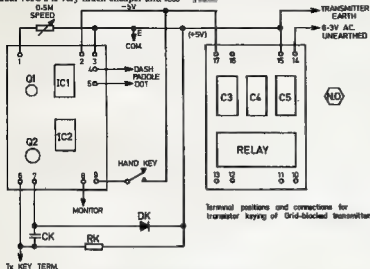 0·5M
SPEED
-5V
(+5V)
TRANSMITTER
EARTH
6·3V AC.
UNEARTHED
E
COM.
1
2
3
4
5
DASH
PADDLE
DOT
Q1
IC1
Q2
IC2
17
16
15
14
C3
C4
C5
N.O
RELAY
HAND KEY
6
7
8
9
13
12
11
10
MONITOR
DK
CK
RK
Terminal positions and connections for
transistor keying of Grid-blocked transmitter
Tx KEY TERM.